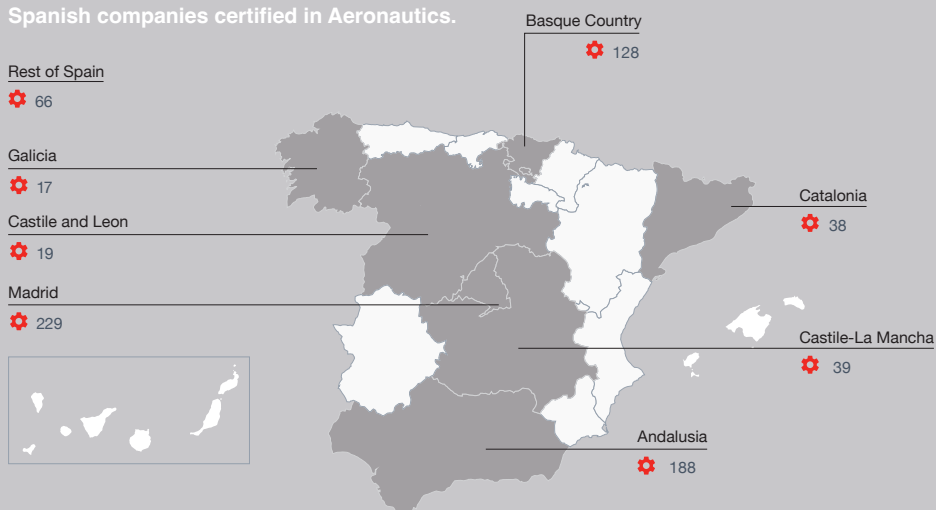 Spanish companies certified in Aeronautics.
Basque Country
128
Rest of Spain
66
Galicia
17
Castile and Leon
19
Madrid
229
Catalonia
38
Castile-La Mancha
39
Andalusia
188